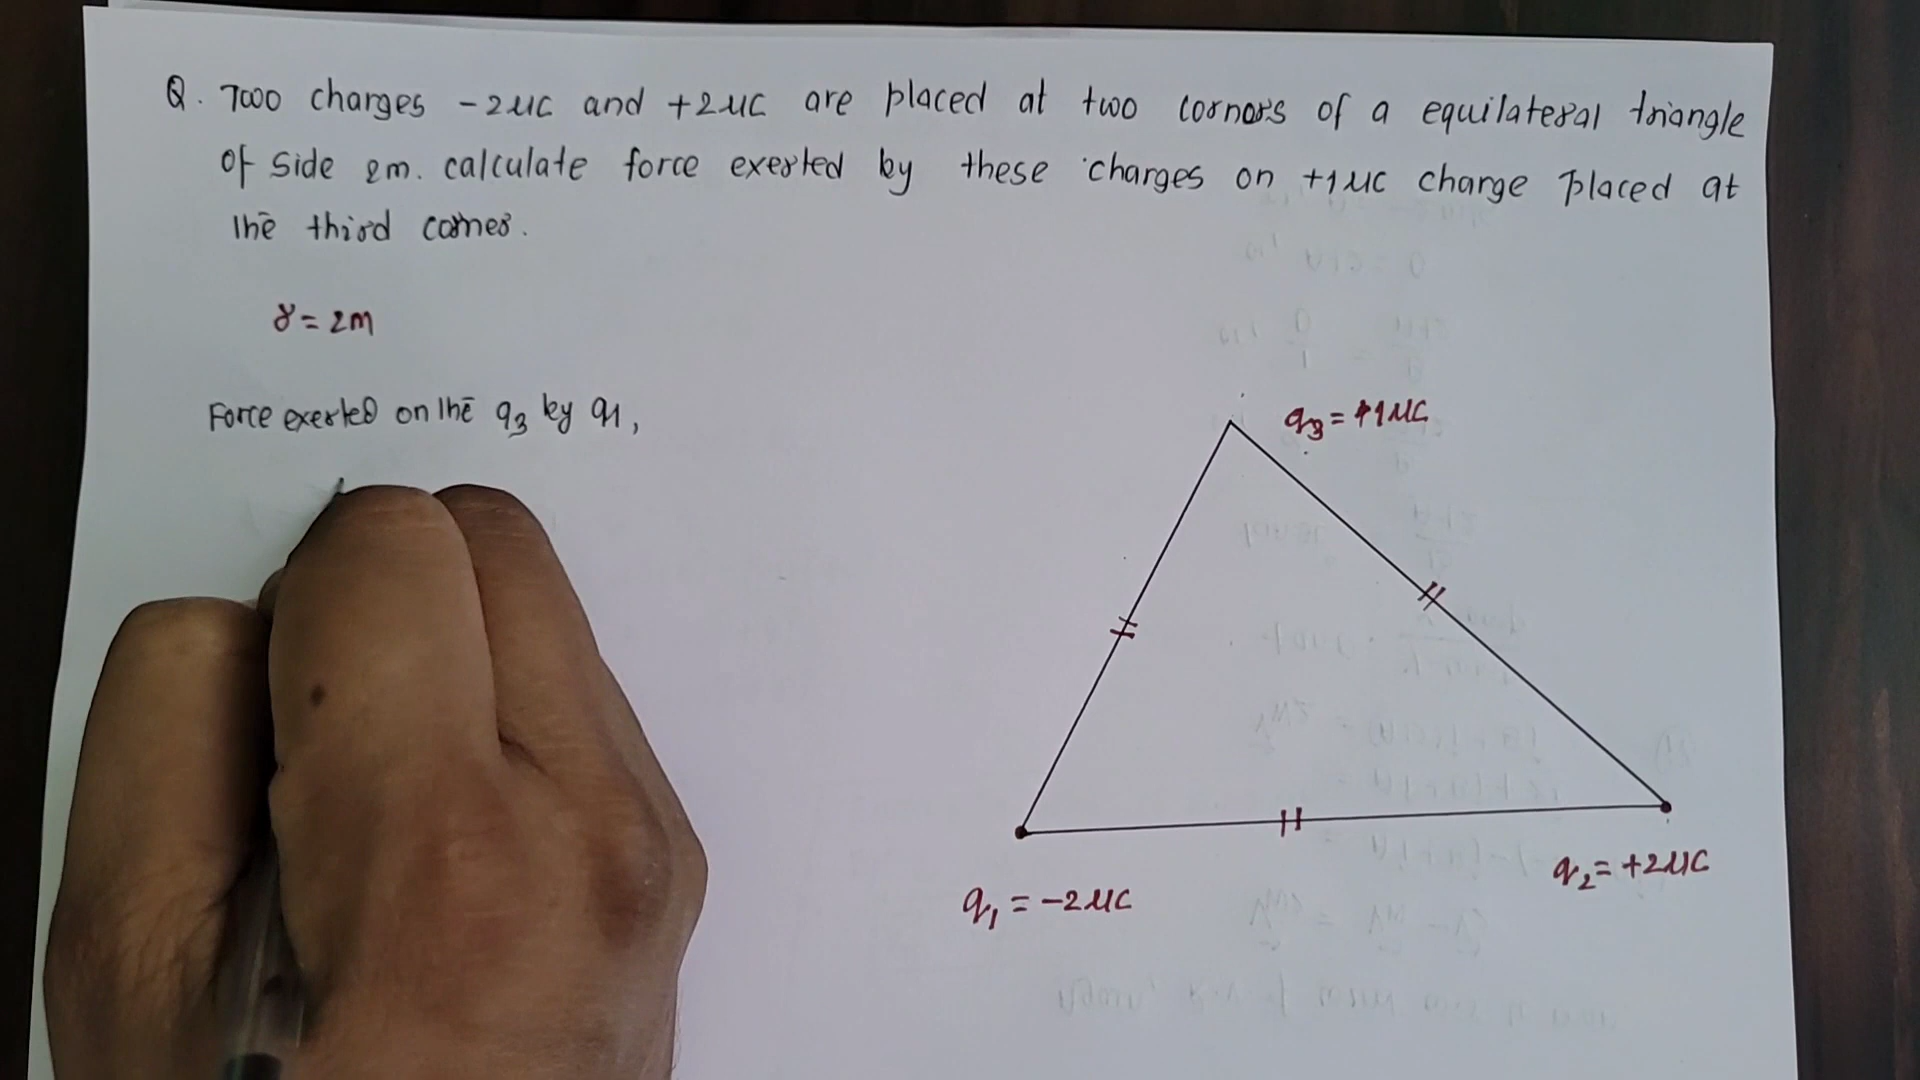 Q. Two charges -2μC and +2μC are placed at two corners of a equilateral triangle
of side 2m. calculate force exerted by these charges on +1μC charge placed at
the third corner.
r = 2m
Force exerted on the q3 by q1,
q3 = +1μC
q1 = -2μC
q2 = +2μC